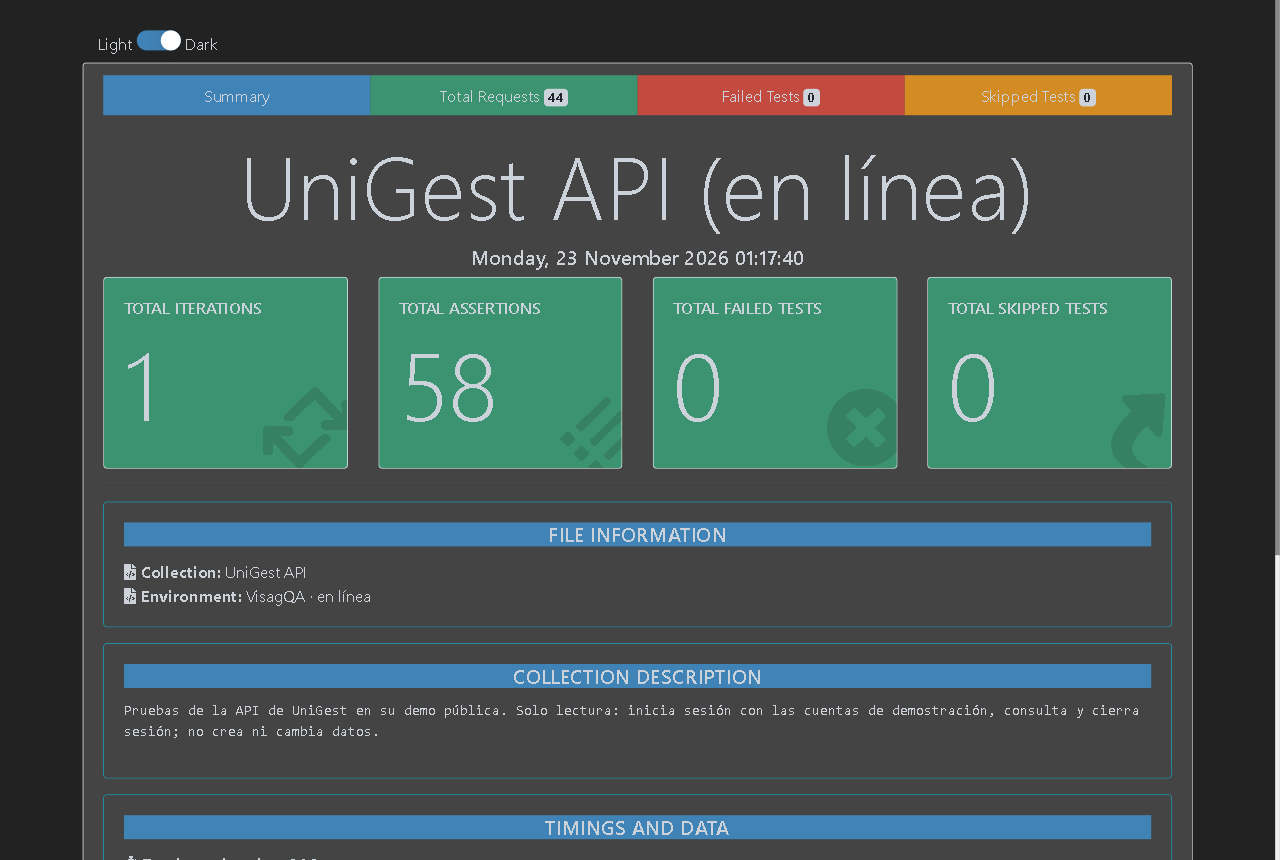 Light Dark
Summary Total Requests 44 Failed Tests 0 Skipped Tests 0
UniGest API (en línea)
Monday, 23 November 2026 01:17:40
TOTAL ITERATIONS
1
TOTAL ASSERTIONS
58
TOTAL FAILED TESTS
0
TOTAL SKIPPED TESTS
0
FILE INFORMATION
Collection: UniGest API
Environment: VisagQA · en línea
COLLECTION DESCRIPTION
Pruebas de la API de UniGest en su demo pública. Solo lectura: inicia sesión con las cuentas de demostración, consulta y cierra
sesión; no crea ni cambia datos.
TIMINGS AND DATA